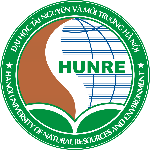 ĐẠI HỌC TÀI NGUYÊN VÀ MÔI TRƯỜNG HÀ NỘI
HUNRE
HANOI UNIVERSITY OF NATURAL RESOURCES AND ENVIRONMENT